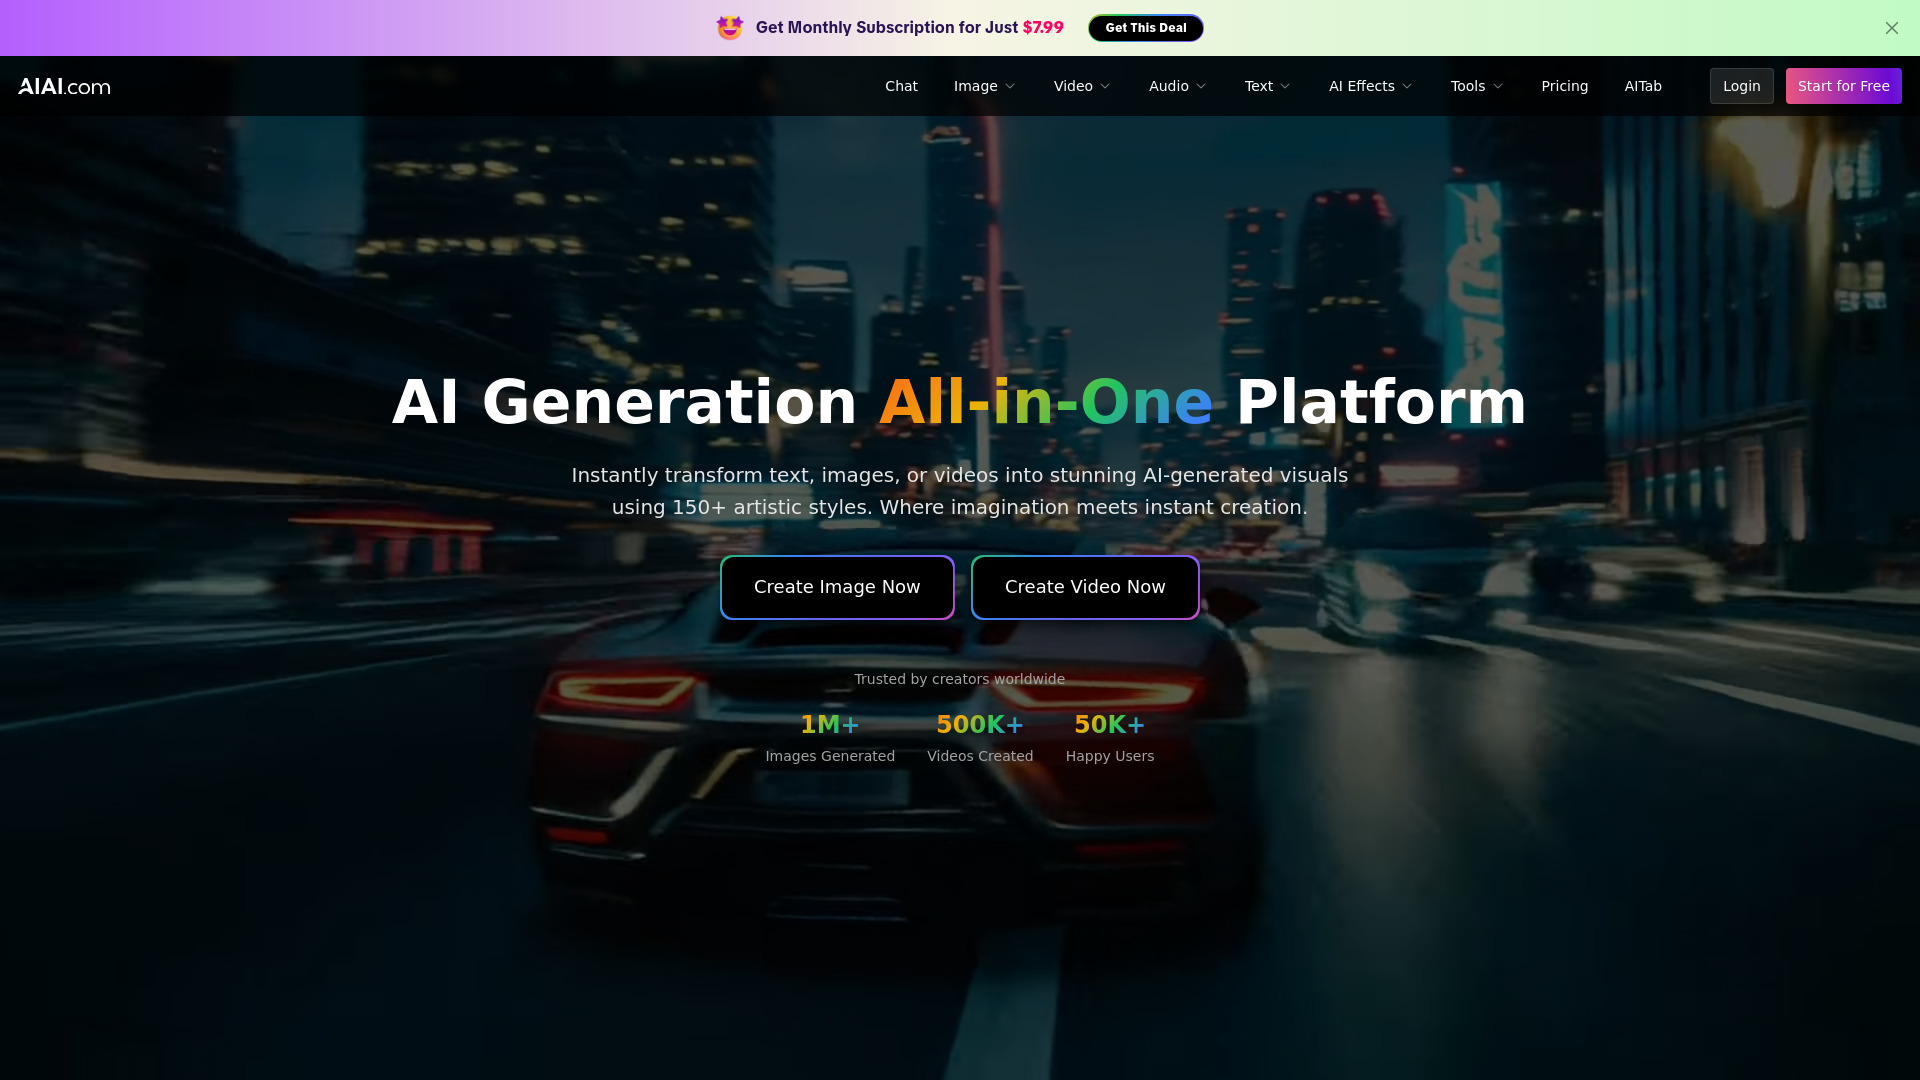 Get Monthly Subscription for Just $7.99
Get This Deal
AIAI.com
Chat
Image
Video
Audio
Text
AI Effects
Tools
Pricing
AITab
Login
Start for Free
AI Generation All-in-One Platform
Instantly transform text, images, or videos into stunning AI-generated visuals
using 150+ artistic styles. Where imagination meets instant creation.
Create Image Now
Create Video Now
Trusted by creators worldwide
1M+
Images Generated
500K+
Videos Created
50K+
Happy Users